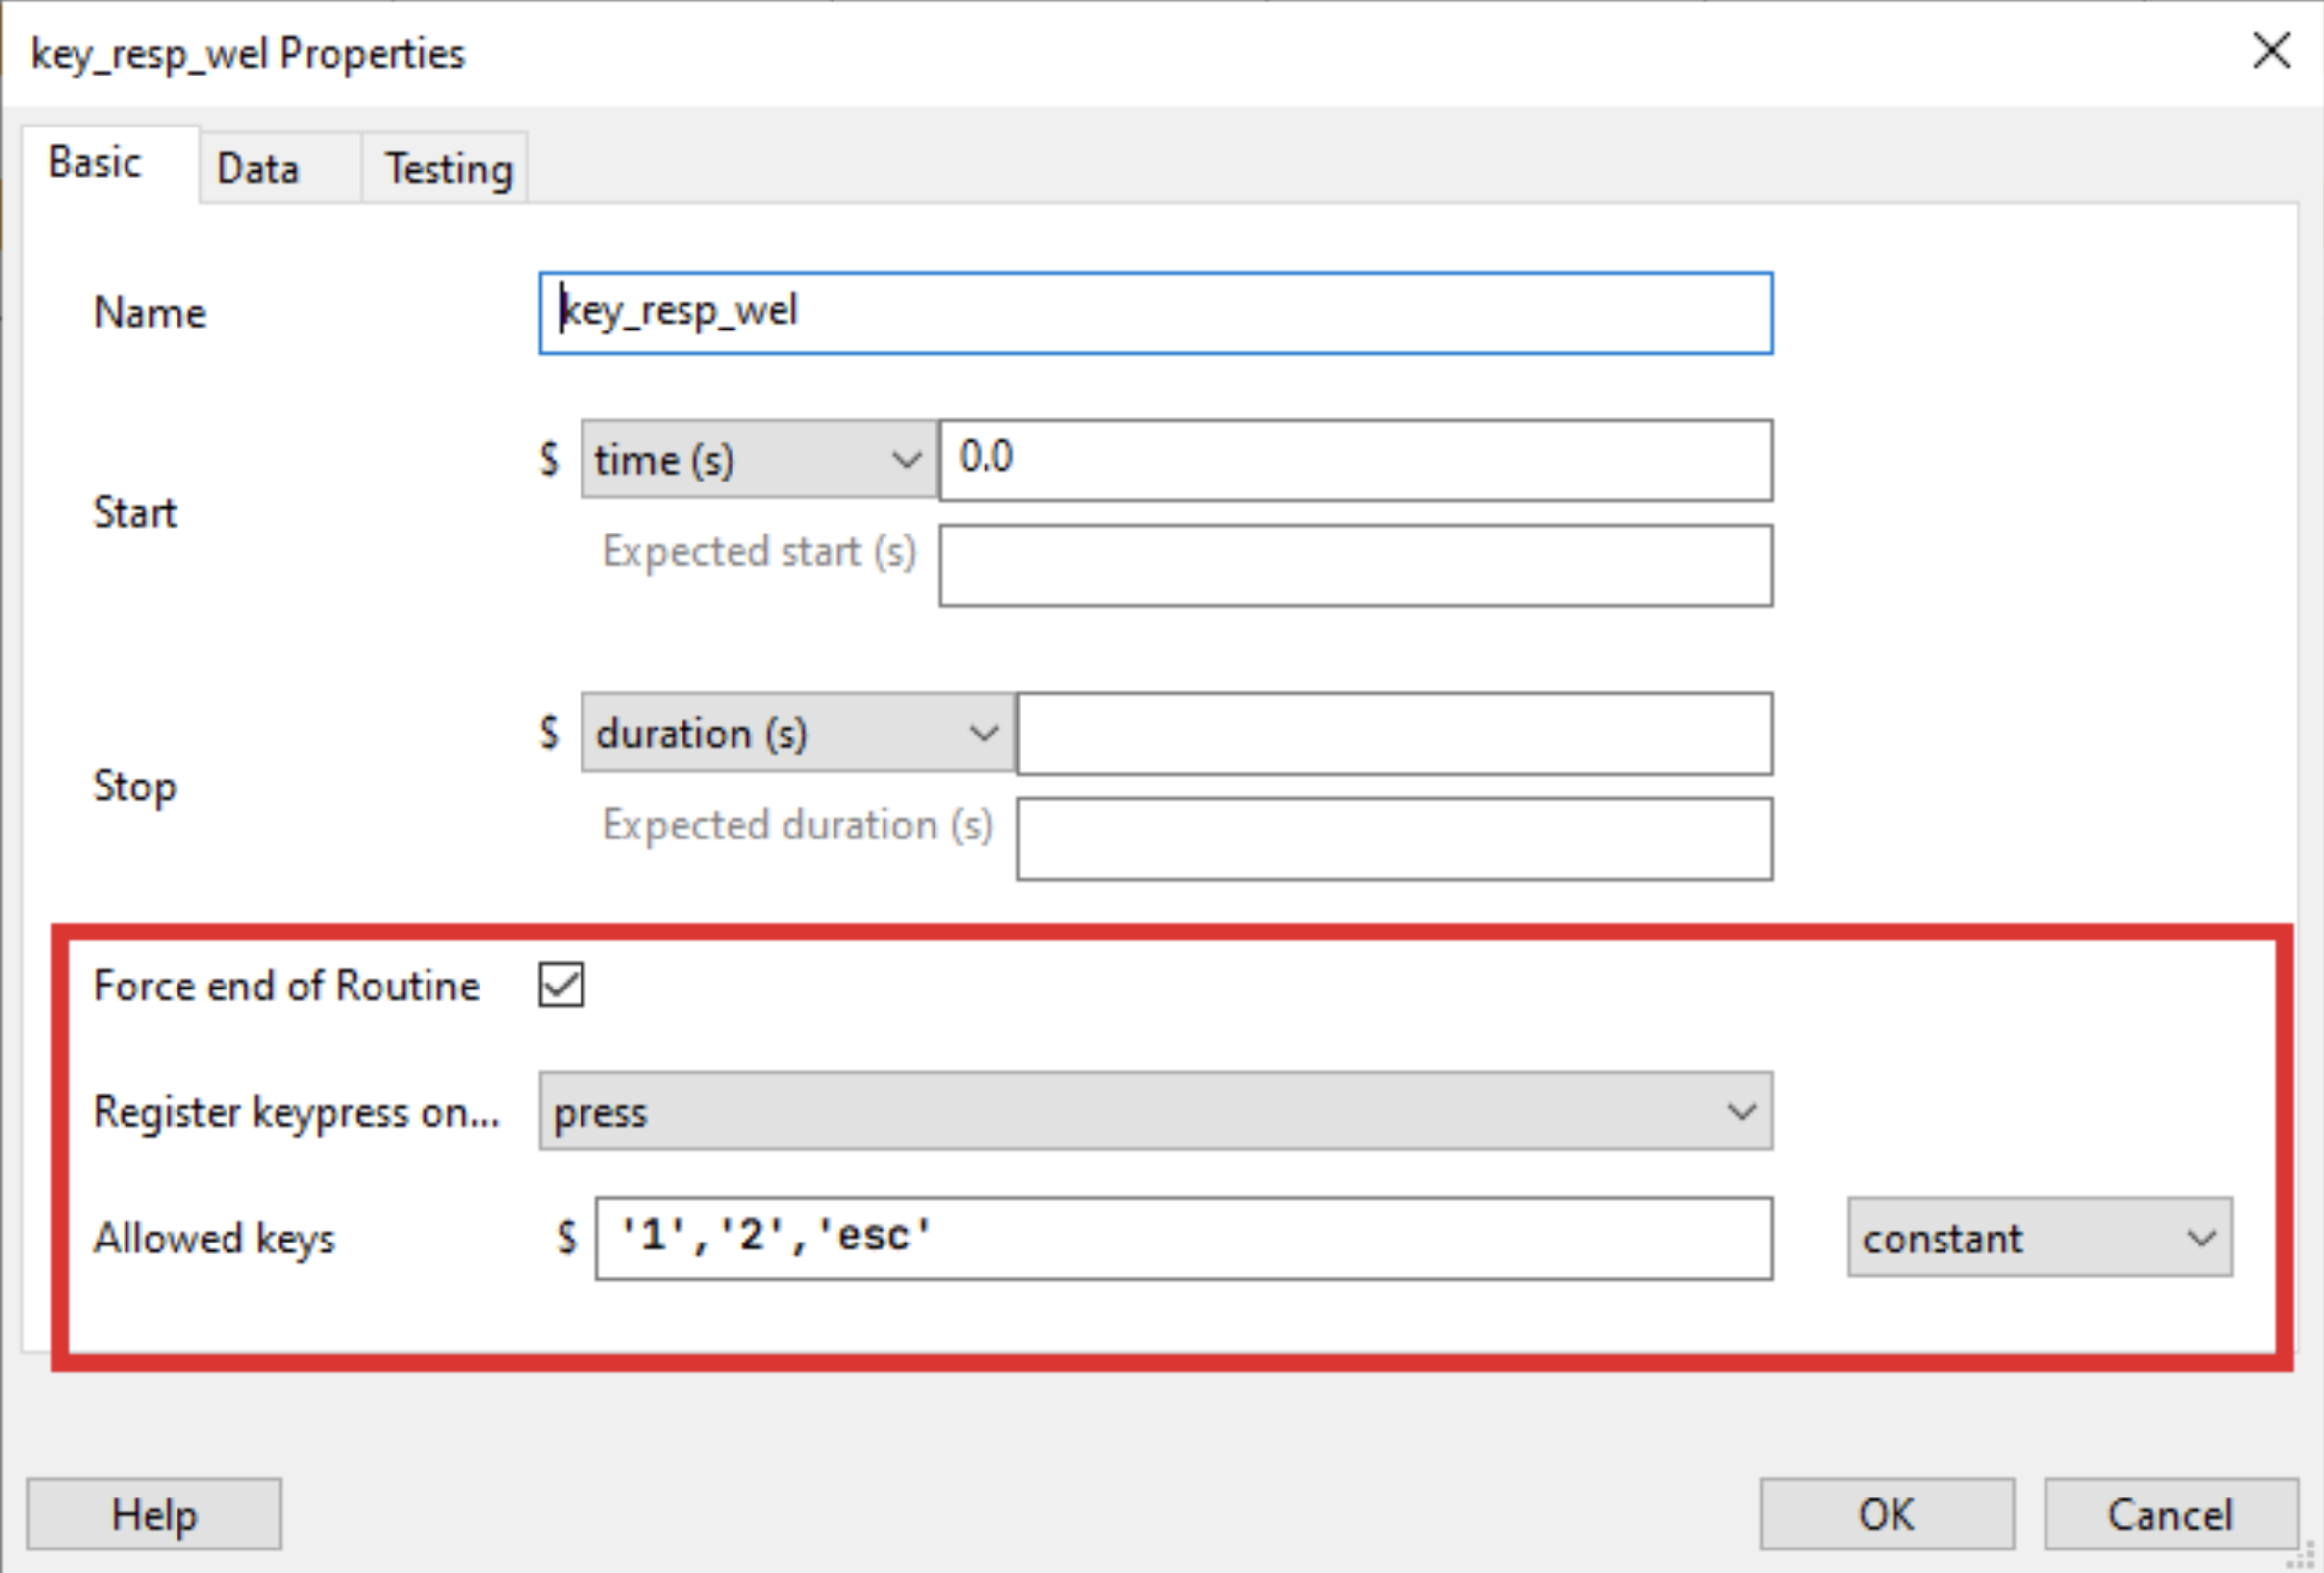 key_resp_wel Properties
Basic Data Testing
Name key_resp_wel
Start $ time (s) 0.0
Expected start (s)
Stop $ duration (s)
Expected duration (s)
Force end of Routine
Register keypress on... press
Allowed keys $ '1','2','esc' constant
Help OK Cancel